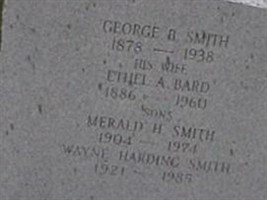 GEORGE B. SMITH
1878 — 1938
HIS WIFE
ETHEL A. BARD
1886 — 1960
SONS
MERALD H. SMITH
1904 — 1974
WAYNE HARDING SMITH
1921 — 1985